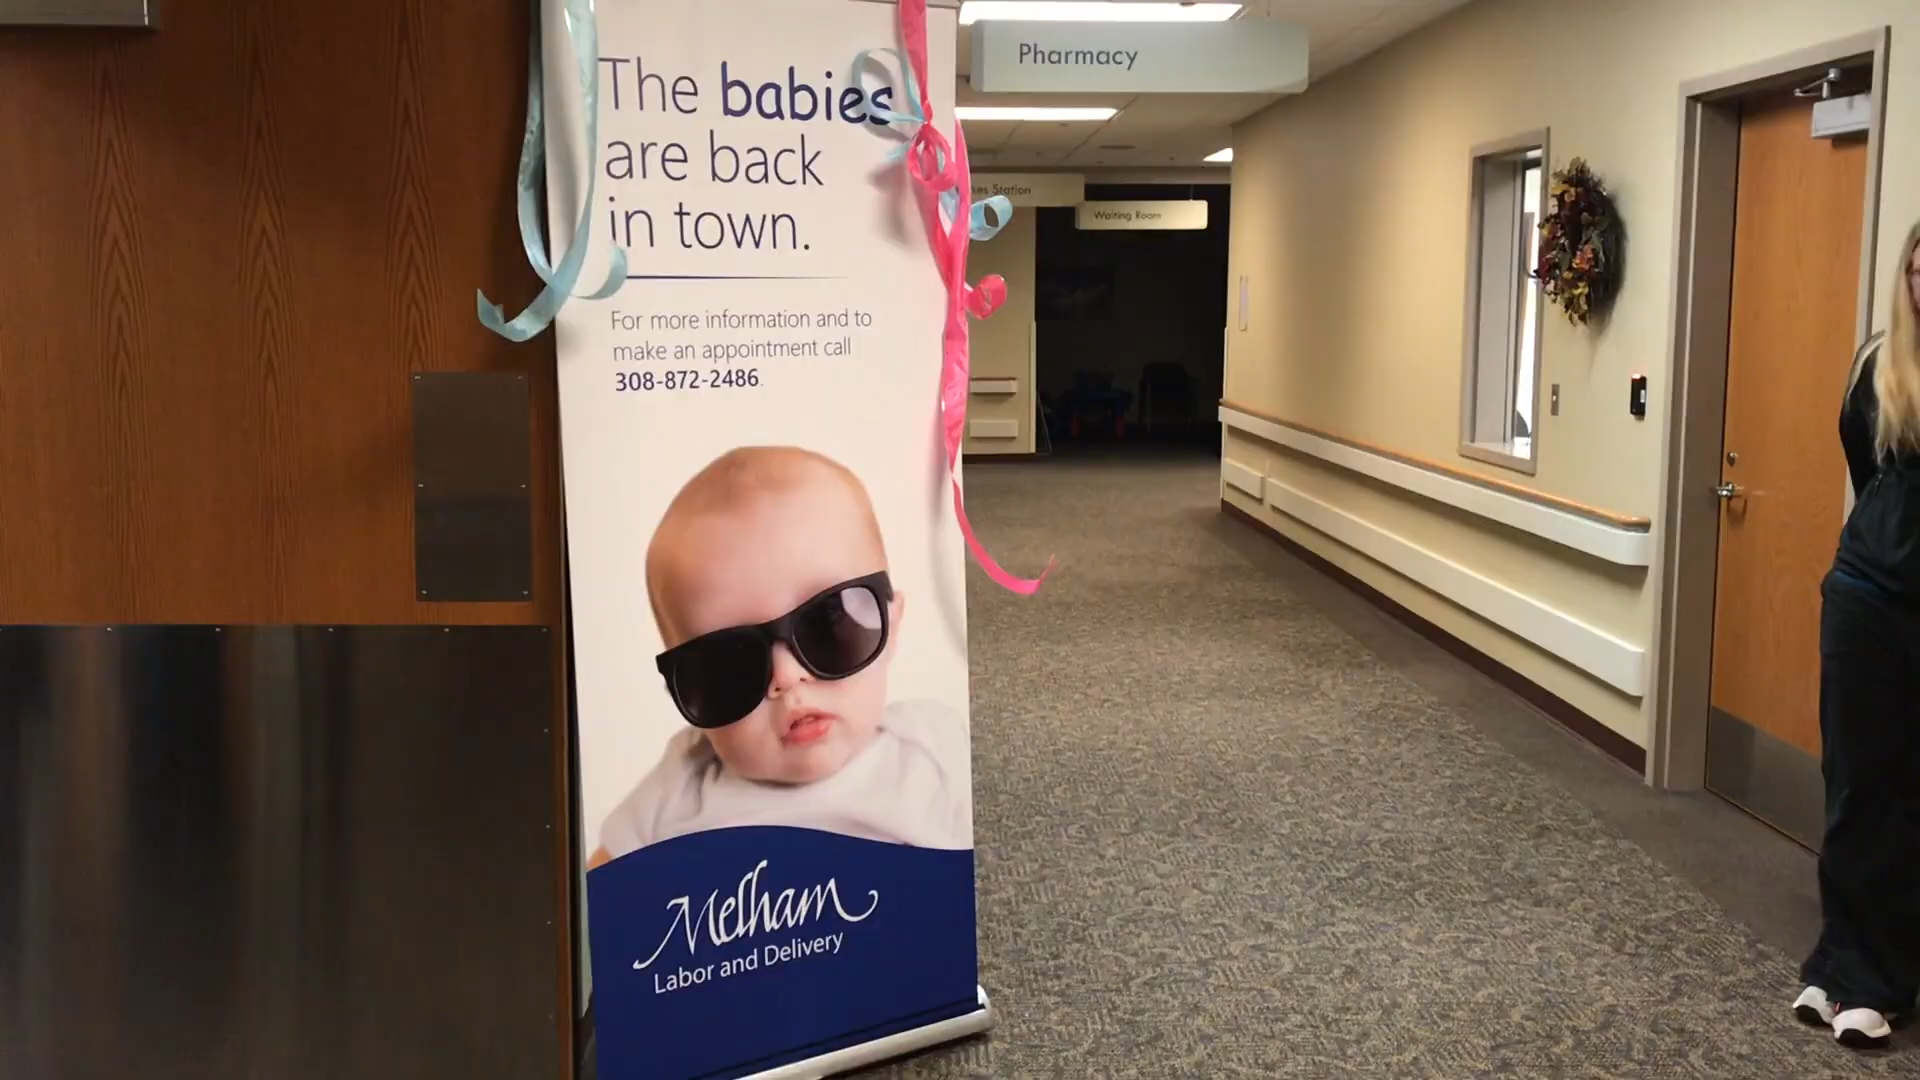 The babies
are back
in town.
For more information and to
make an appointment call
308-872-2486.
Melham
Labor and Delivery
Pharmacy
Station
Waiting Room